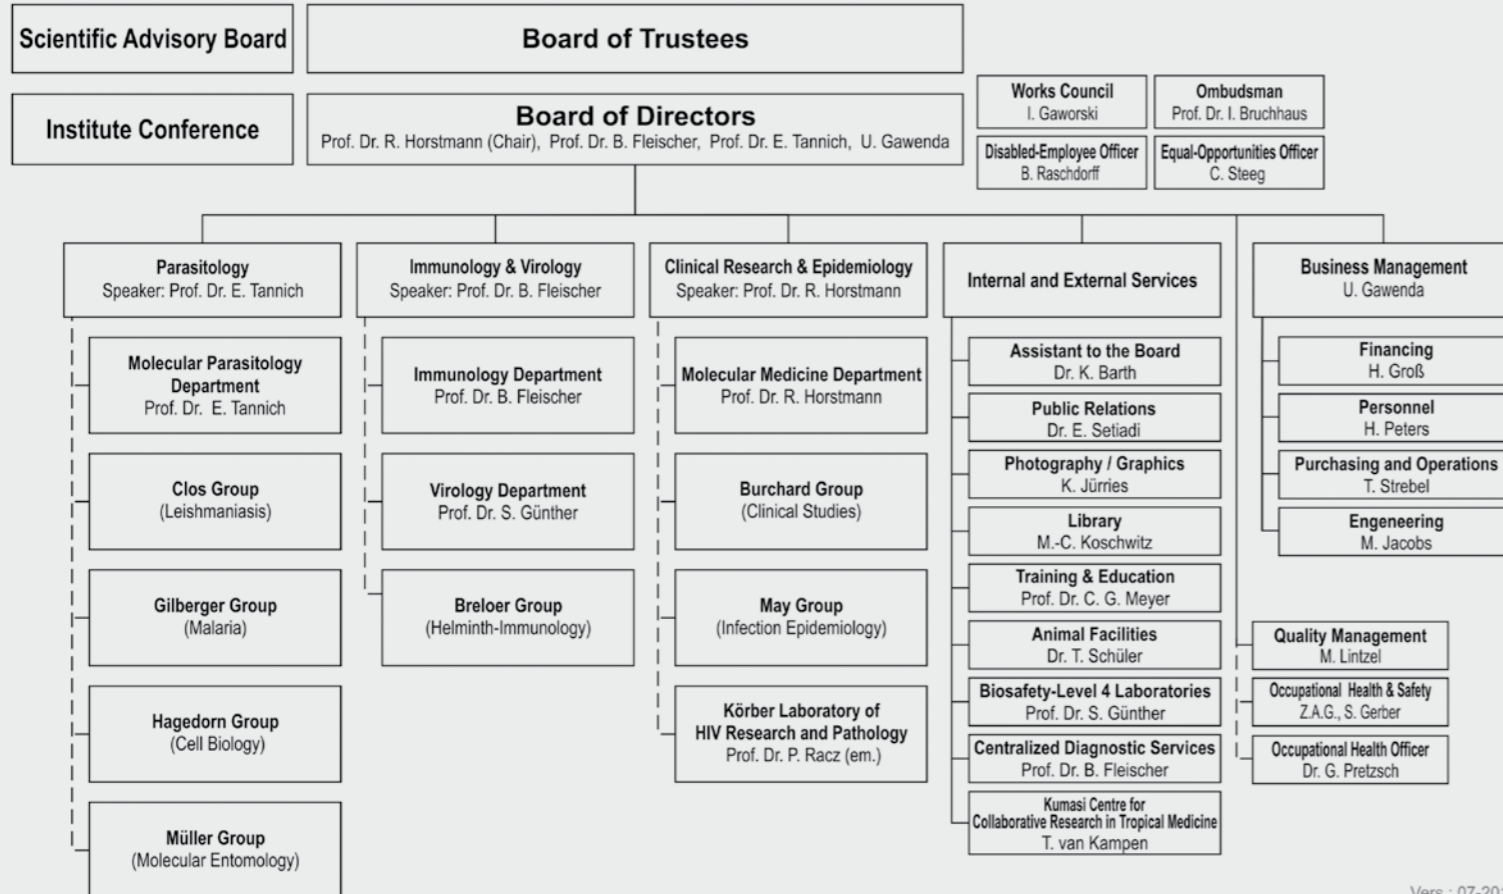 Scientific Advisory Board
Board of Trustees
Institute Conference
Board of Directors
Prof. Dr. R. Horstmann (Chair), Prof. Dr. B. Fleischer, Prof. Dr. E. Tannich, U. Gawenda
Works Council
I. Gaworski
Ombudsman
Prof. Dr. I. Bruchhaus
Disabled-Employee Officer
B. Raschdorff
Equal-Opportunities Officer
C. Steeg
Parasitology
Speaker: Prof. Dr. E. Tannich
Molecular Parasitology
Department
Prof. Dr. E. Tannich
Clos Group
(Leishmaniasis)
Gilberger Group
(Malaria)
Hagedorn Group
(Cell Biology)
Müller Group
(Molecular Entomology)
Immunology & Virology
Speaker: Prof. Dr. B. Fleischer
Immunology Department
Prof. Dr. B. Fleischer
Virology Department
Prof. Dr. S. Günther
Breloer Group
(Helminth-Immunology)
Clinical Research & Epidemiology
Speaker: Prof. Dr. R. Horstmann
Molecular Medicine Department
Prof. Dr. R. Horstmann
Burchard Group
(Clinical Studies)
May Group
(Infection Epidemiology)
Körber Laboratory of
HIV Research and Pathology
Prof. Dr. P. Racz (em.)
Internal and External Services
Assistant to the Board
Dr. K. Barth
Public Relations
Dr. E. Setiadi
Photography / Graphics
K. Jürries
Library
M.-C. Koschwitz
Training & Education
Prof. Dr. C. G. Meyer
Animal Facilities
Dr. T. Schüler
Biosafety-Level 4 Laboratories
Prof. Dr. S. Günther
Centralized Diagnostic Services
Prof. Dr. B. Fleischer
Kumasi Centre for
Collaborative Research in Tropical Medicine
T. van Kampen
Business Management
U. Gawenda
Financing
H. Groß
Personnel
H. Peters
Purchasing and Operations
T. Strebel
Engeneering
M. Jacobs
Quality Management
M. Lintzel
Occupational Health & Safety
Z.A.G., S. Gerber
Occupational Health Officer
Dr. G. Pretzsch
Vers.: